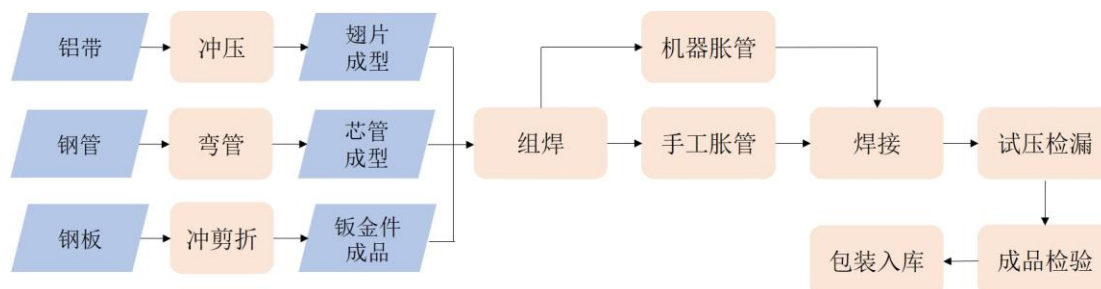 铝带
冲压
翅片
成型
机器胀管
钢管
弯管
芯管
成型
组焊
手工胀管
焊接
试压检漏
钢板
冲剪折
钣金件
成品
包装入库
成品检验